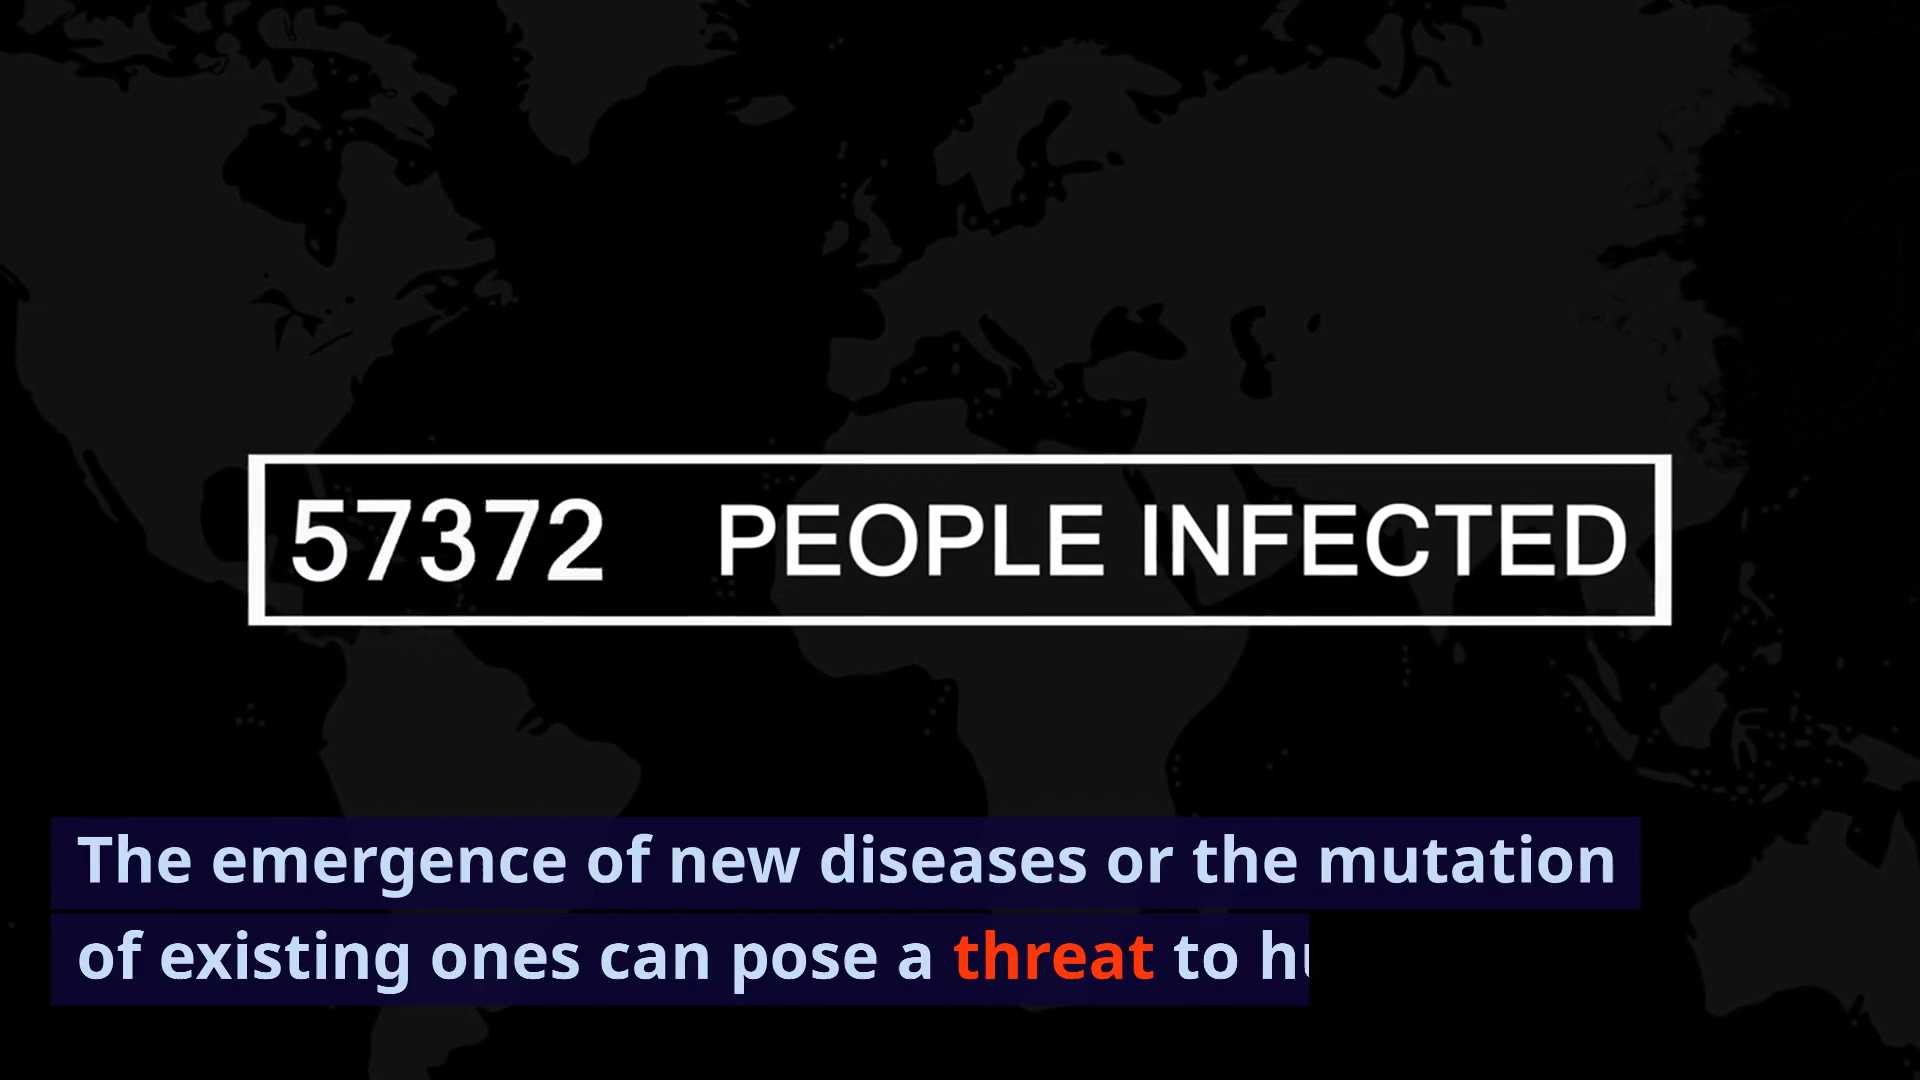 57372 PEOPLE INFECTED
The emergence of new diseases or the mutation
of existing ones can pose a threat to